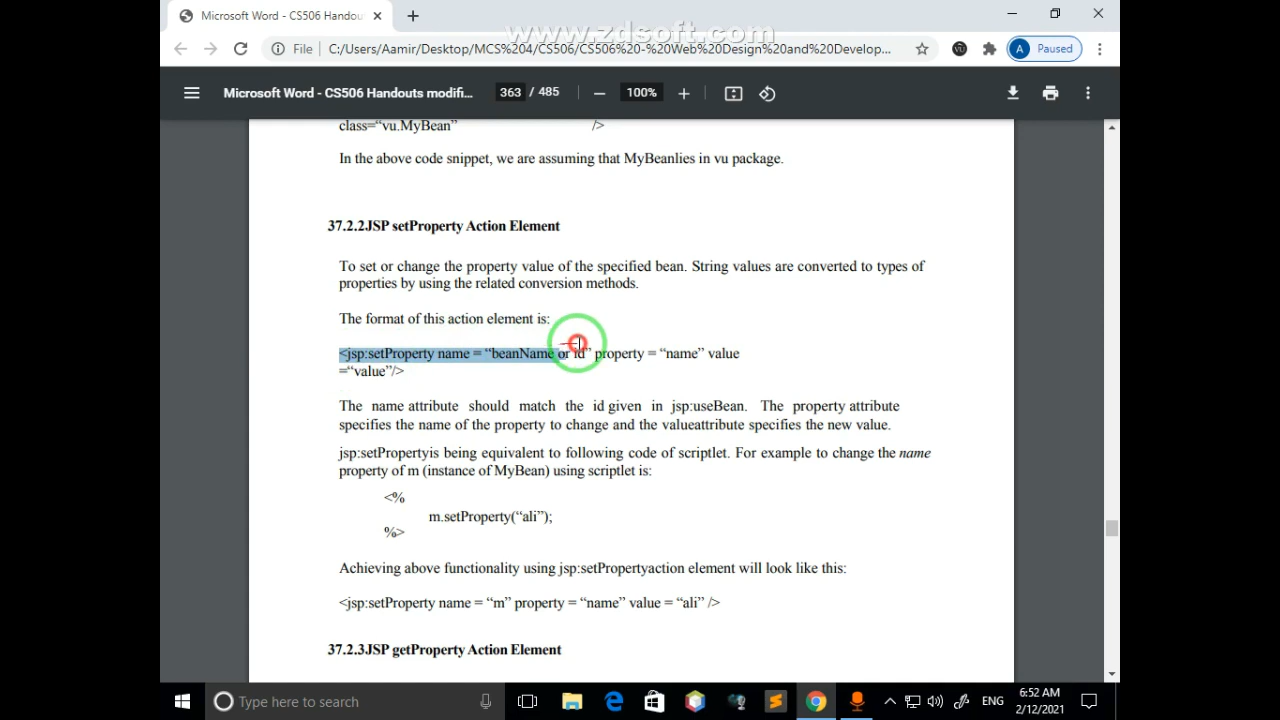 Microsoft Word - CS506 Handou
www.zdsoft.com
File
C:/Users/Aamir/Desktop/MCS%204/CS506/CS506%20-%20Web%20Design%20and%20Develop...
A Paused
Microsoft Word - CS506 Handouts modifi...
363 / 485
100%
class=“vu.MyBean” />
In the above code snippet, we are assuming that MyBeanlies in vu package.
37.2.2JSP setProperty Action Element
To set or change the property value of the specified bean. String values are converted to types of
properties by using the related conversion methods.
The format of this action element is:
<jsp:setProperty name = “beanName or id” property = “name” value
=“value”/>
The name attribute should match the id given in jsp:useBean. The property attribute
specifies the name of the property to change and the valueattribute specifies the new value.
jsp:setPropertyis being equivalent to following code of scriptlet. For example to change the name
property of m (instance of MyBean) using scriptlet is:
<%
m.setProperty(“ali”);
%>
Achieving above functionality using jsp:setPropertyaction element will look like this:
<jsp:setProperty name = “m” property = “name” value = “ali” />
37.2.3JSP getProperty Action Element
Type here to search
ENG
6:52 AM
2/12/2021